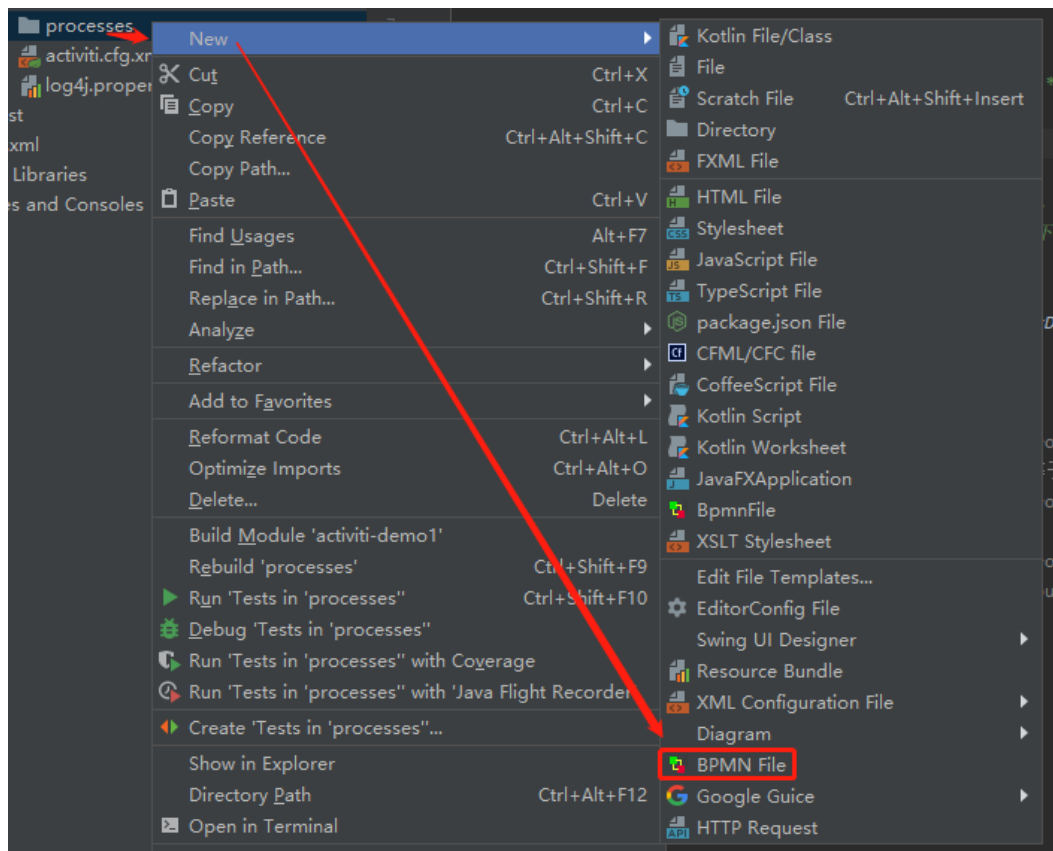 processes
activiti.cfg.xm
log4j.proper
st
xml
Libraries
es and Consoles
New
Cut Ctrl+X
Copy Ctrl+C
Copy Reference Ctrl+Alt+Shift+C
Copy Path...
Paste Ctrl+V
Find Usages Alt+F7
Find in Path... Ctrl+Shift+F
Replace in Path... Ctrl+Shift+R
Analyze
Refactor
Add to Favorites
Reformat Code Ctrl+Alt+L
Optimize Imports Ctrl+Alt+O
Delete... Delete
Build Module 'activiti-demo1'
Rebuild 'processes' Ctrl+Shift+F9
Run 'Tests in 'processes'' Ctrl+Shift+F10
Debug 'Tests in 'processes''
Run 'Tests in 'processes'' with Coverage
Run 'Tests in 'processes'' with 'Java Flight Recorder'
Create 'Tests in 'processes''...
Show in Explorer
Directory Path Ctrl+Alt+F12
Open in Terminal
Kotlin File/Class
File
Scratch File Ctrl+Alt+Shift+Insert
Directory
FXML File
HTML File
Stylesheet
JavaScript File
TypeScript File
package.json File
CFML/CFC file
CoffeeScript File
Kotlin Script
Kotlin Worksheet
JavaFXApplication
BpmnFile
XSLT Stylesheet
Edit File Templates...
EditorConfig File
Swing UI Designer
Resource Bundle
XML Configuration File
Diagram
BPMN File
Google Guice
HTTP Request